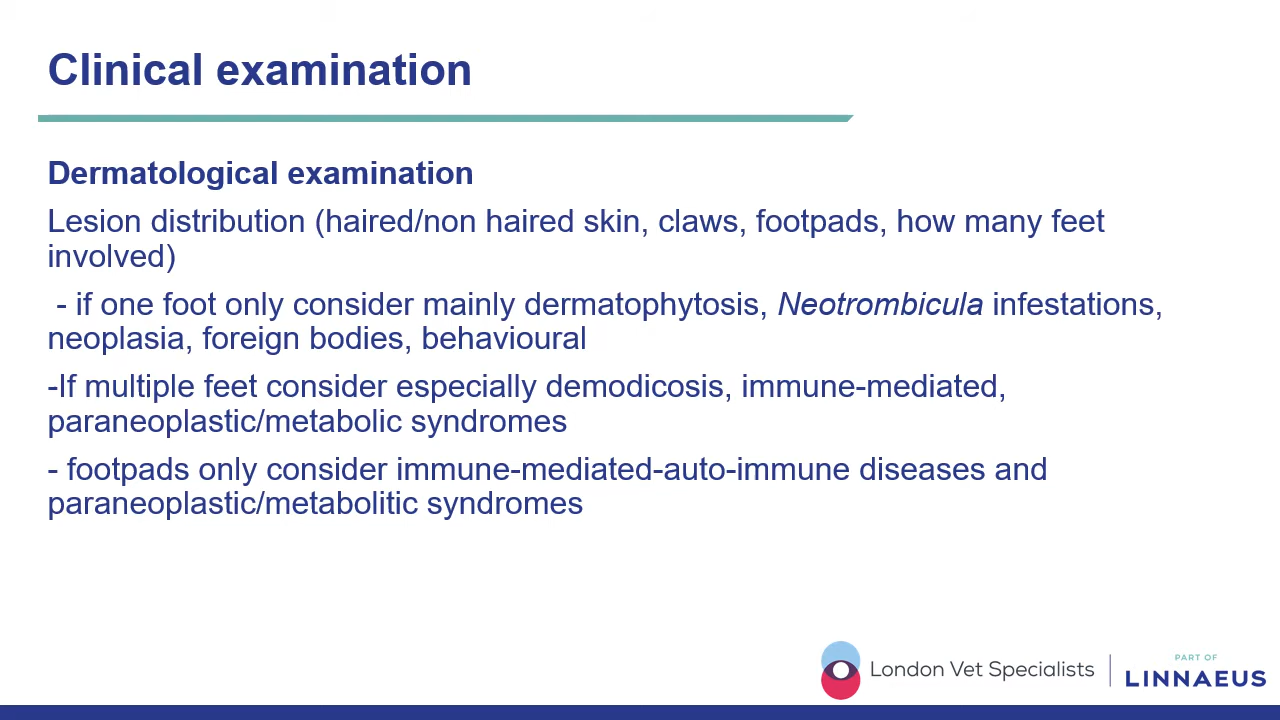 Clinical examination
Dermatological examination
Lesion distribution (haired/non haired skin, claws, footpads, how many feet
involved)
- if one foot only consider mainly dermatophytosis, Neotrombicula infestations,
neoplasia, foreign bodies, behavioural
-If multiple feet consider especially demodicosis, immune-mediated,
paraneoplastic/metabolic syndromes
- footpads only consider immune-mediated-auto-immune diseases and
paraneoplastic/metabolitic syndromes
London Vet Specialists
PART OF
LINNAEUS